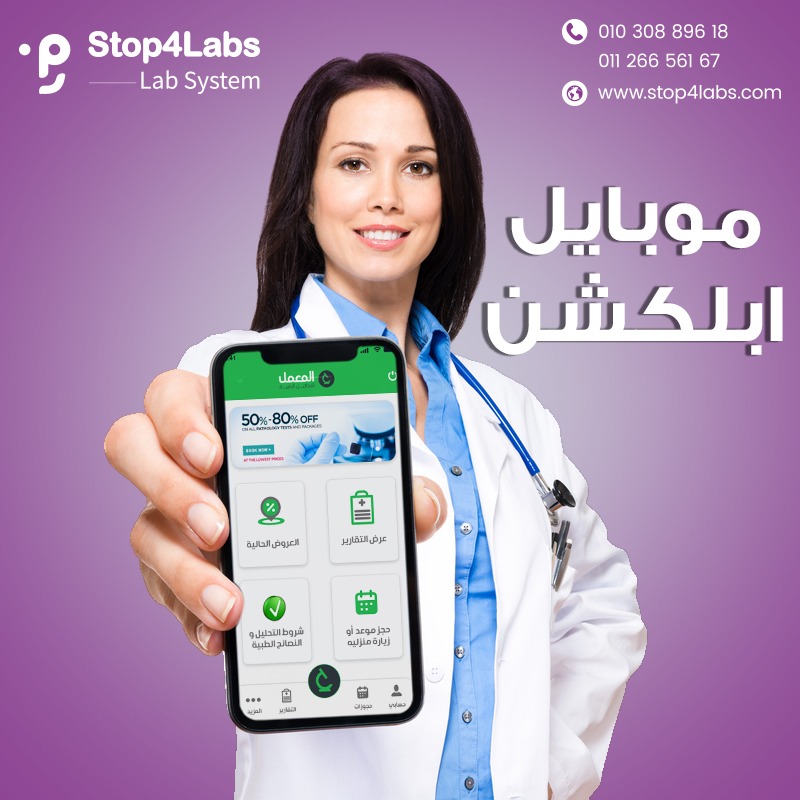 Stop4Labs
Lab System
010 308 896 18
011 266 561 67
www.stop4labs.com
موبايل
ابلكشن
المعمل
50%-80% OFF
ON ALL PATHOLOGY TESTS AND PACKAGES
BOOK NOW
AT THE LOWEST PRICES
عرض التقارير
العروض الحالية
حجز موعد أو
زيارة منزليه
شروط التحليل و
النصائح الطبية
حسابي
حجوزات
التقارير
المزيد